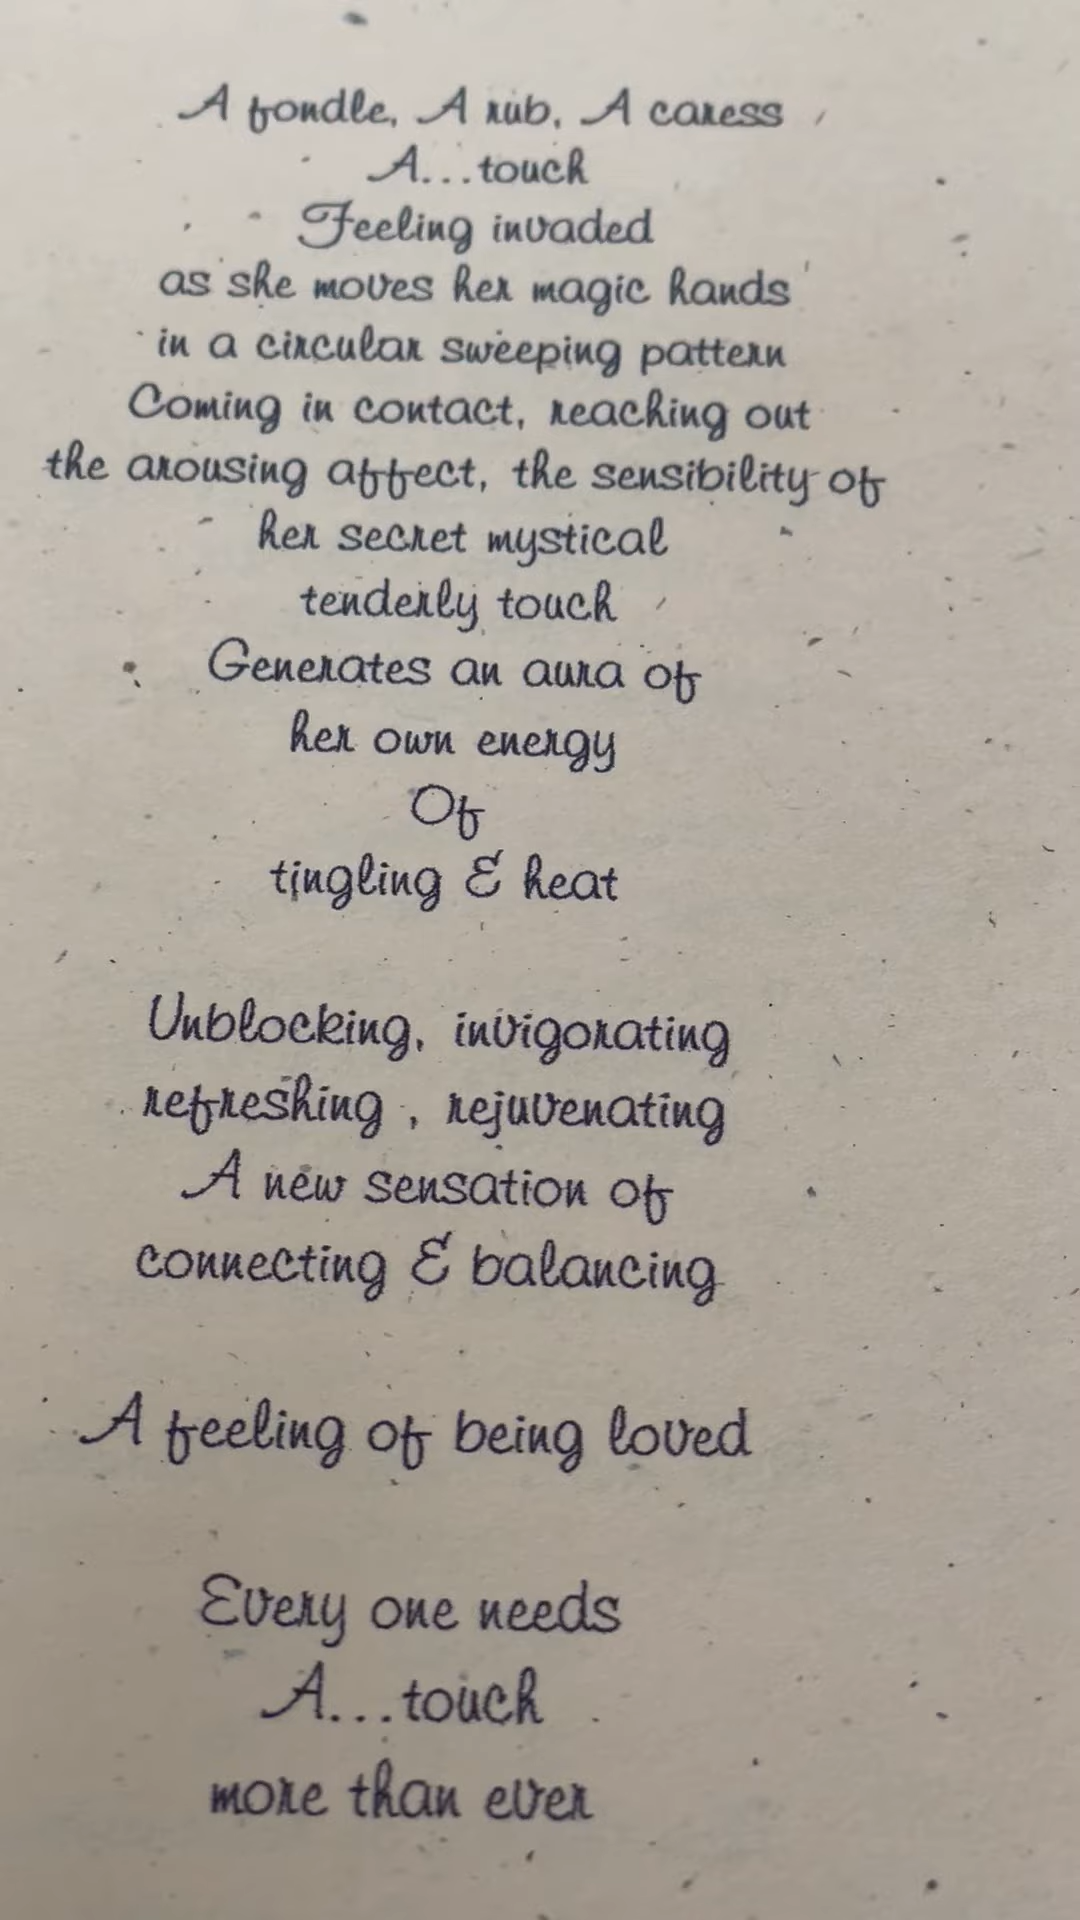 A fondle, A rub, A caress
A...touch
Feeling invaded
as she moves her magic hands
in a circular sweeping pattern
Coming in contact, reaching out
the arousing affect, the sensibility of
her secret mystical
tenderly touch
Generates an aura of
her own energy
Of
tingling & heat
Unblocking, invigorating
refreshing , rejuvenating
A new sensation of
connecting & balancing
A feeling of being loved
Every one needs
A...touch
more than ever